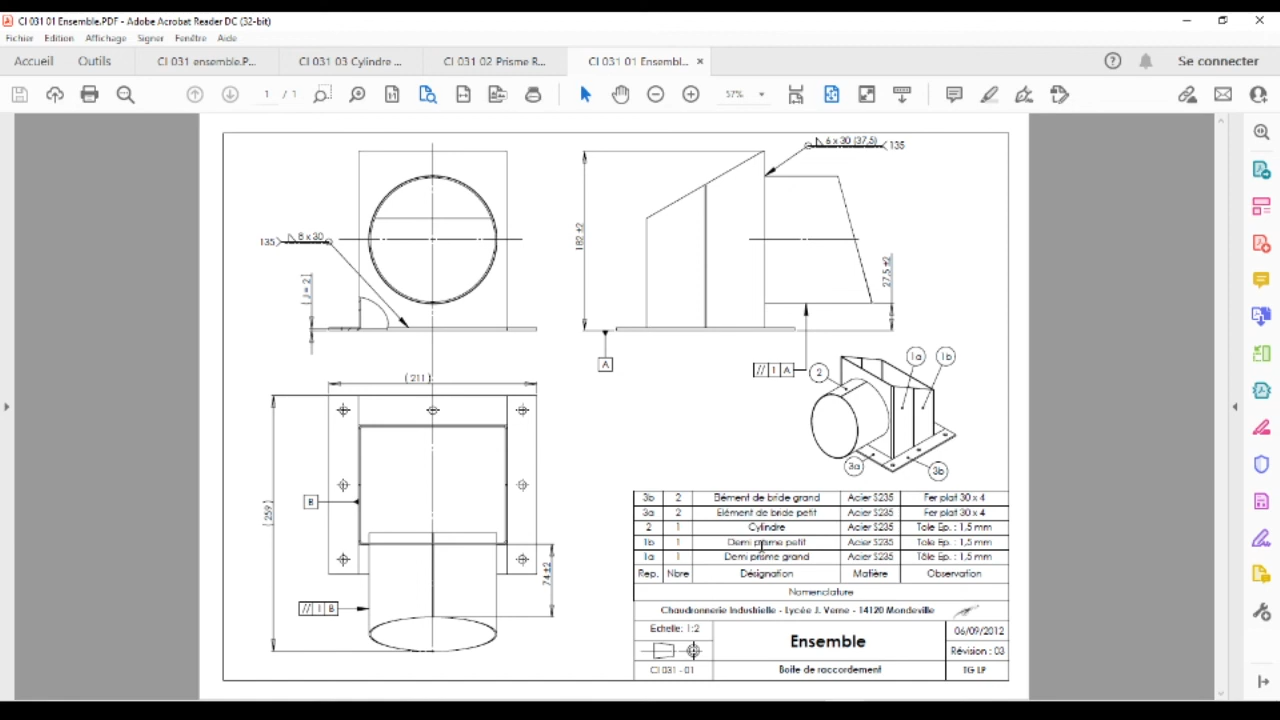 CI 031 01 Ensemble.PDF - Adobe Acrobat Reader DC (32-bit)
Fichier Edition Affichage Signer Fenêtre Aide
Accueil Outils CI 031 ensemble.P... CI 031 03 Cylindre ... CI 031 02 Prisme R... CI 031 01 Ensembl... × Se connecter
1 / 1 57%
6 x 30 (37,5) 135
135 8 x 30
( J = 2 )
182 ±2
27,5 ±2
A
// 1 A
2 1a 1b
3a 3b
( 211 )
( 259 )
B
74±2
// 1 B
3b 2 Elément de bride grand Acier S235 Fer plat 30 x 4
3a 2 Elément de bride petit Acier S235 Fer plat 30 x 4
2 1 Cylindre Acier S235 Tole Ep. : 1,5 mm
1b 1 Demi prisme petit Acier S235 Tole Ep. : 1,5 mm
1a 1 Demi prisme grand Acier S235 Tôle Ep. : 1,5 mm
Rep. Nbre Désignation Matière Observation
Nomenclature
Chaudronnerie Industrielle - Lycée J. Verne - 14120 Mondeville
Echelle: 1:2 Ensemble 06/09/2012
Révision : 03
CI 031 - 01 Boite de raccordement TG LP